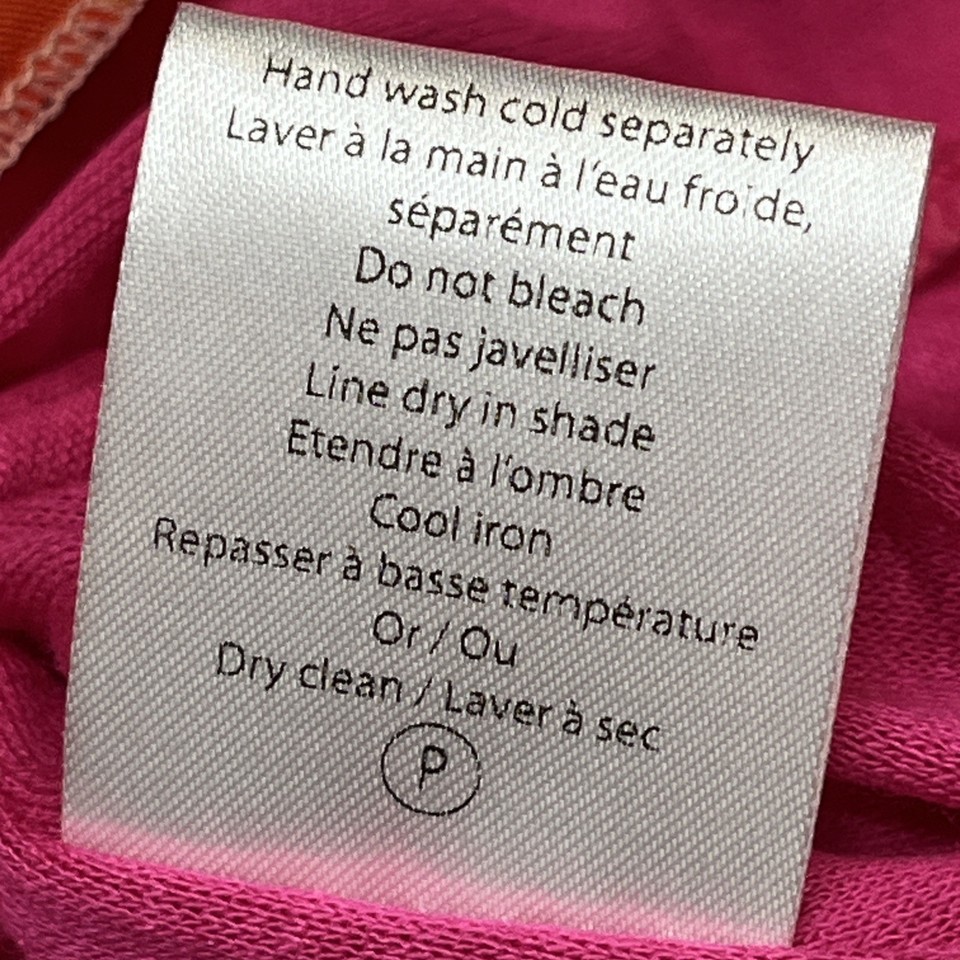 Hand wash cold separately
Laver à la main à l'eau froide,
séparément
Do not bleach
Ne pas javelliser
Line dry in shade
Etendre à l'ombre
Cool iron
Repasser à basse température
Or / Ou
Dry clean / Laver à sec
P